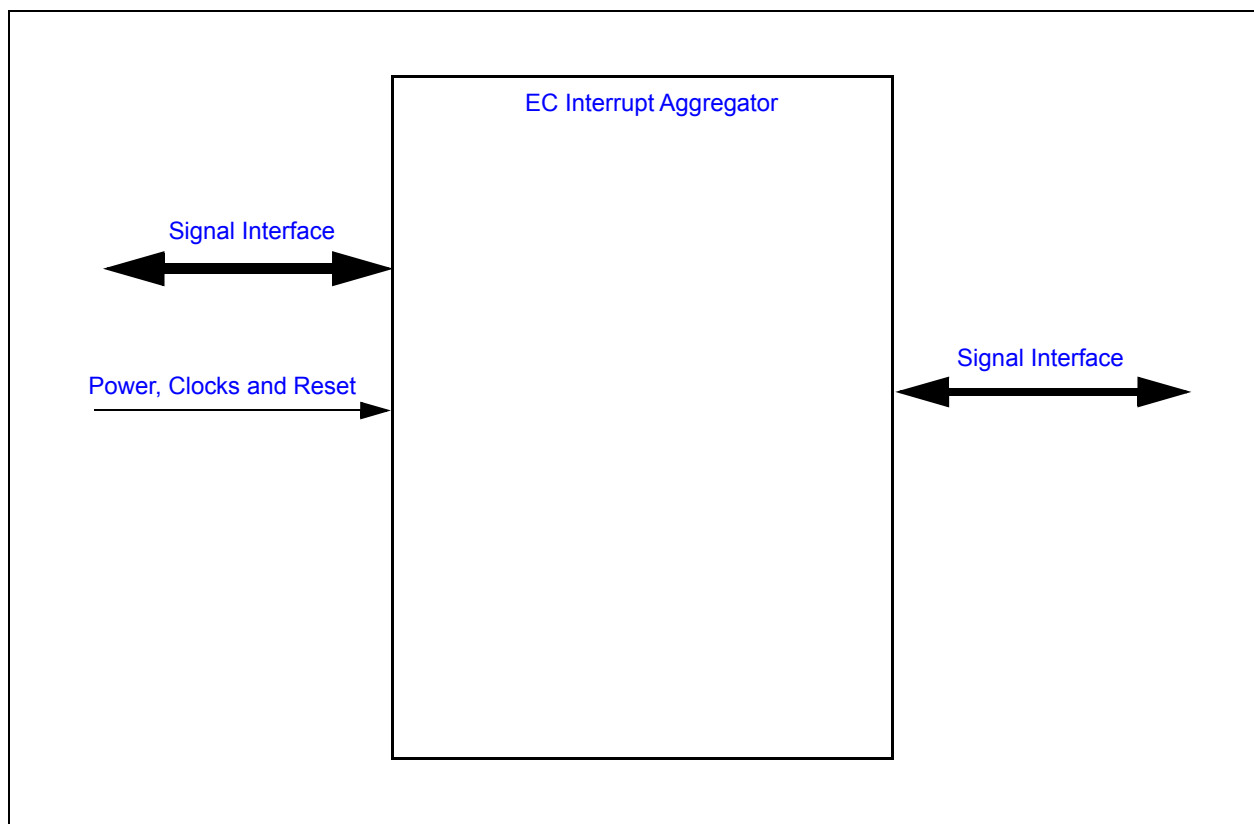 EC Interrupt Aggregator
Signal Interface
Power, Clocks and Reset
Signal Interface